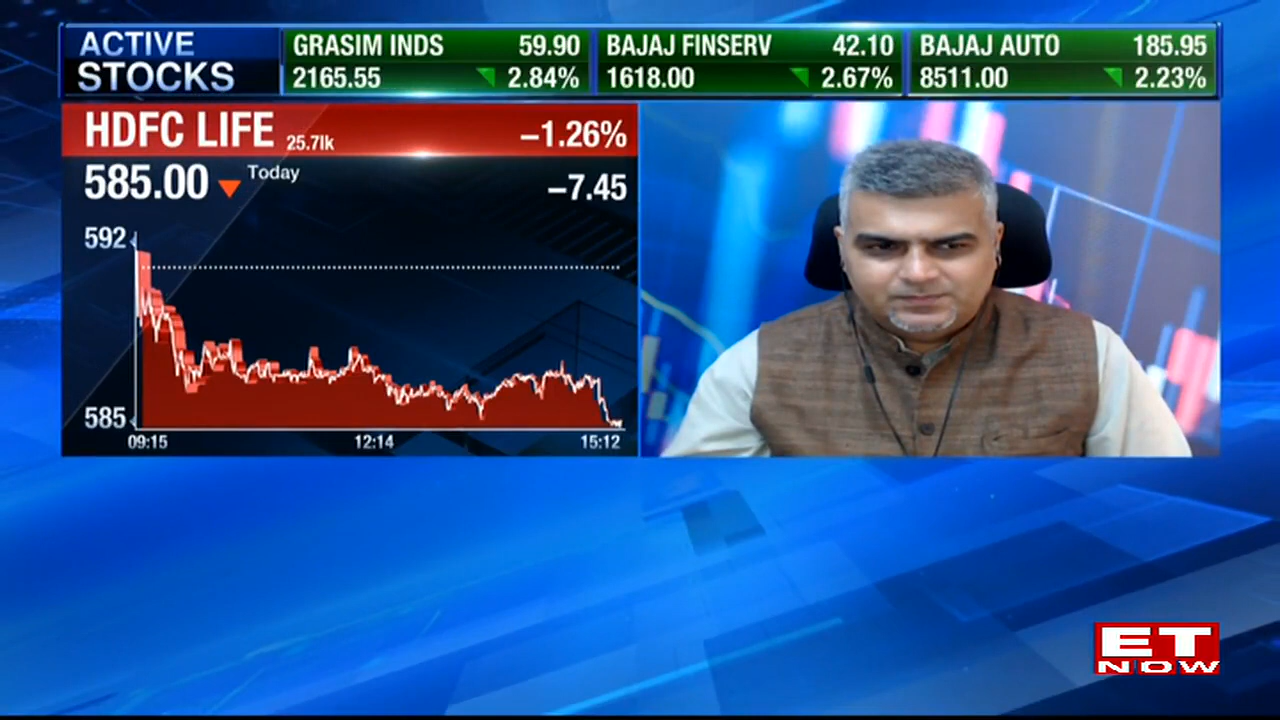 ACTIVE
STOCKS
GRASIM INDS 59.90
2165.55 2.84%
BAJAJ FINSERV 42.10
1618.00 2.67%
BAJAJ AUTO 185.95
8511.00 2.23%
HDFC LIFE 25.7lk –1.26%
585.00 Today –7.45
592
585
09:15 12:14 15:12
ET
NOW